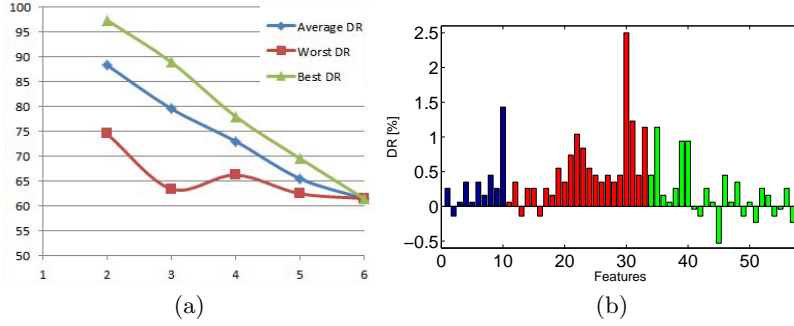 100
95
90
85
80
75
70
65
60
55
50
1 2 3 4 5 6
Average DR
Worst DR
Best DR
(a)
DR [%]
2.5
2
1.5
1
0.5
0
−0.5
0 10 20 30 40 50
Features
(b)